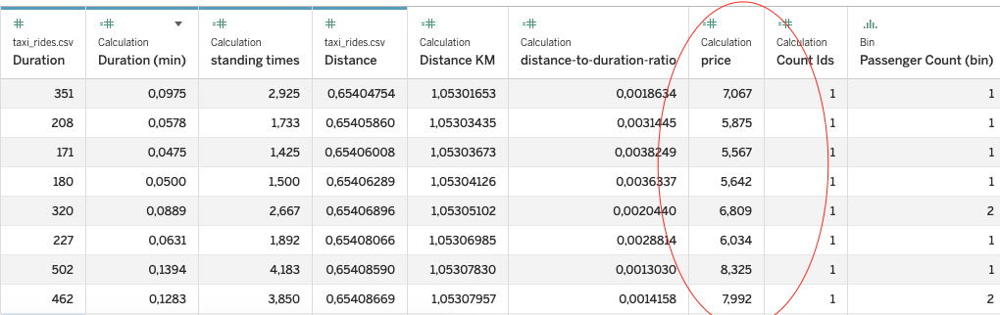 taxi_rides.csv Calculation Calculation taxi_rides.csv Calculation Calculation Calculation Calculation Bin
Duration Duration (min) standing times Distance Distance KM distance-to-duration-ratio price Count Ids Passenger Count (bin)
351 0,0975 2,925 0,65404754 1,05301653 0,0018634 7,067 1 1
208 0,0578 1,733 0,65405860 1,05303435 0,0031445 5,875 1 1
171 0,0475 1,425 0,65406008 1,05303673 0,0038249 5,567 1 1
180 0,0500 1,500 0,65406289 1,05304126 0,0036337 5,642 1 1
320 0,0889 2,667 0,65406896 1,05305102 0,0020440 6,809 1 2
227 0,0631 1,892 0,65408066 1,05306985 0,0028814 6,034 1 1
502 0,1394 4,183 0,65408590 1,05307830 0,0013030 8,325 1 1
462 0,1283 3,850 0,65408669 1,05307957 0,0014158 7,992 1 2